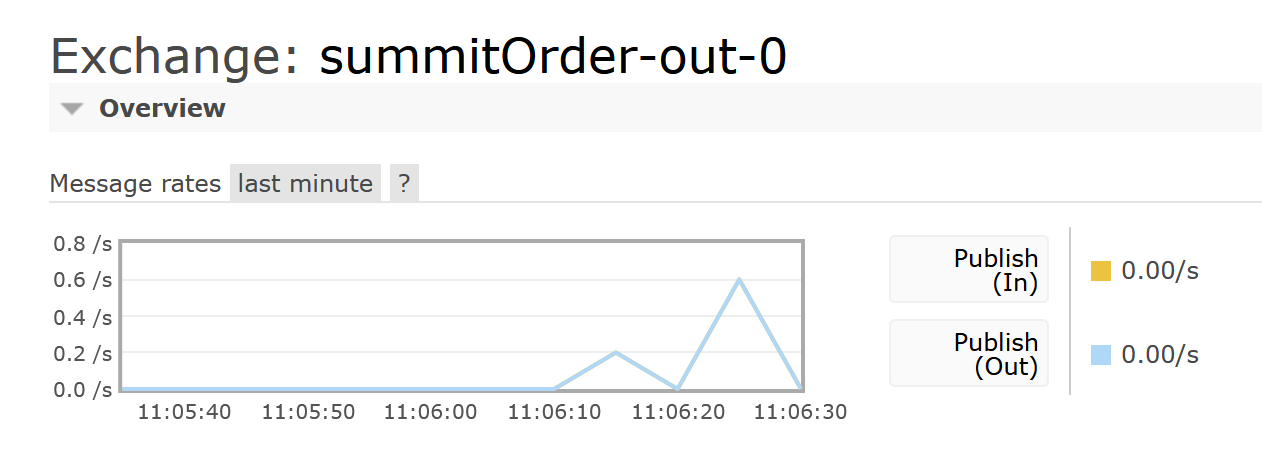 Exchange: summitOrder-out-0
Overview
Message rates last minute ?
0.8 /s
0.6 /s
0.4 /s
0.2 /s
0.0 /s
11:05:40 11:05:50 11:06:00 11:06:10 11:06:20 11:06:30
Publish
(In)
0.00/s
Publish
(Out)
0.00/s